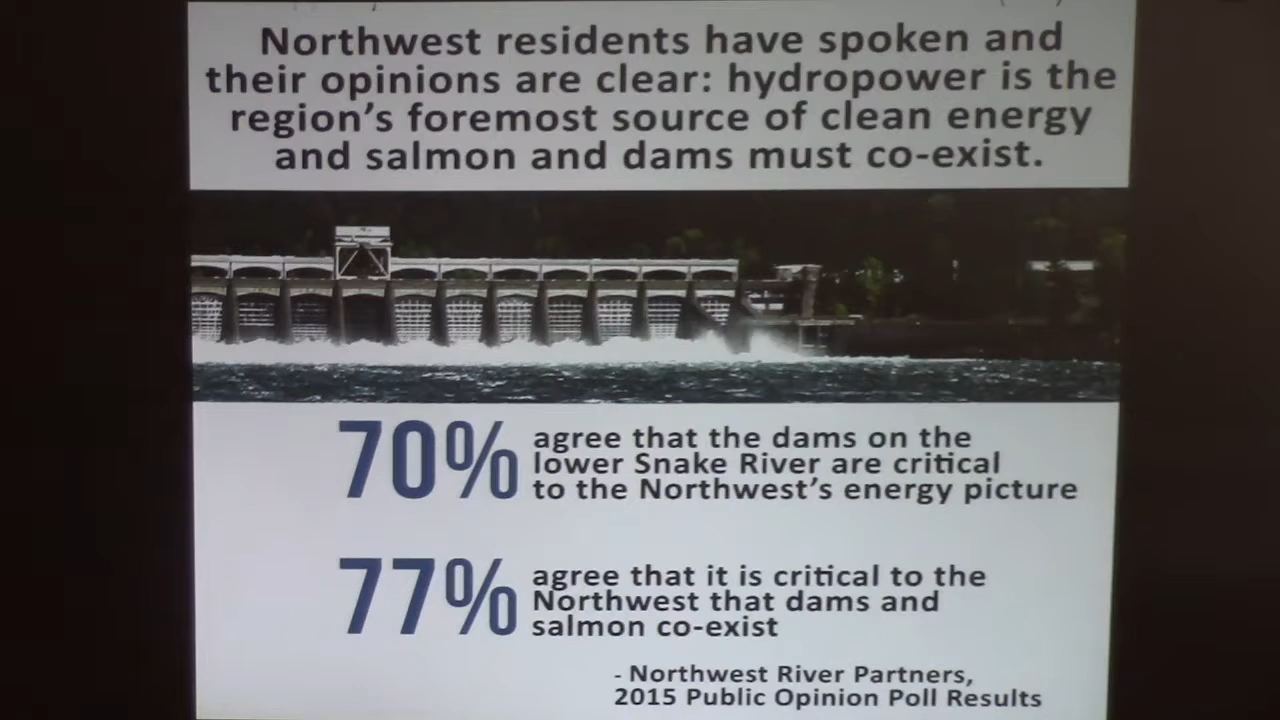 Northwest residents have spoken and
their opinions are clear: hydropower is the
region's foremost source of clean energy
and salmon and dams must co-exist.
70% agree that the dams on the
lower Snake River are critical
to the Northwest's energy picture
77% agree that it is critical to the
Northwest that dams and
salmon co-exist
- Northwest River Partners,
2015 Public Opinion Poll Results